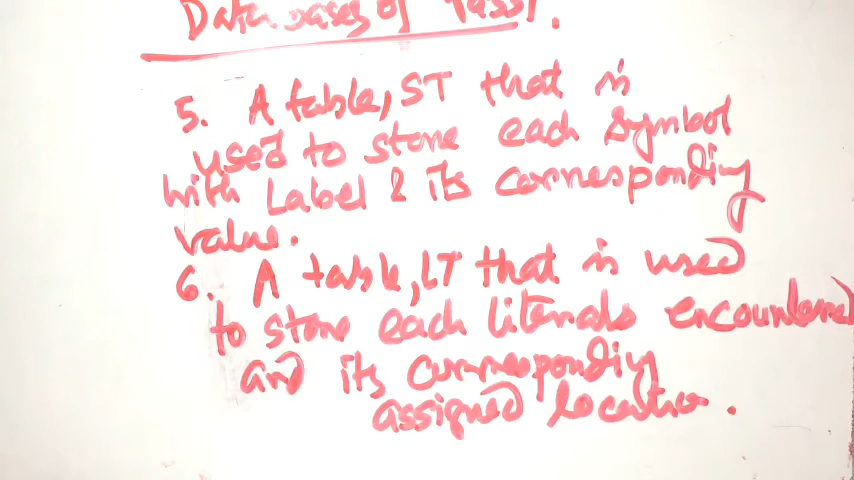 Data bases of Pass1.
5. A table, ST that is
used to store each symbol
with Label & its corresponding
value.
6. A table, LT that is used
to store each literals encountered
and its corresponding
assigned location.